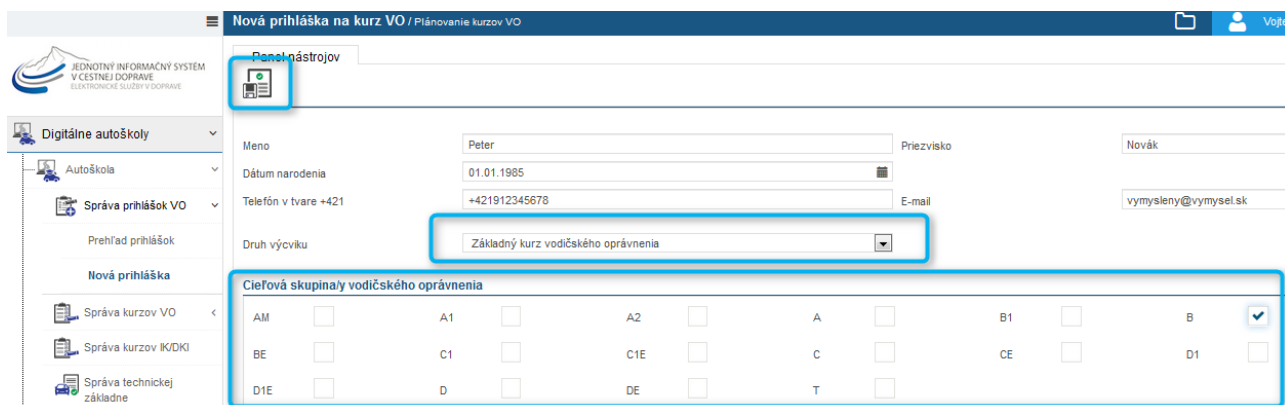 Nová prihláška na kurz VO / Plánovanie kurzov VO
Vojte
JEDNOTNÝ INFORMAČNÝ SYSTÉM
V CESTNEJ DOPRAVE
ELEKTRONICKÉ SLUŽBY V DOPRAVE
Panel nástrojov
Digitálne autoškoly
Autoškola
Správa prihlášok VO
Prehľad prihlášok
Nová prihláška
Správa kurzov VO
Správa kurzov IK/DKI
Správa technickej
základne
Meno Peter Priezvisko Novák
Dátum narodenia 01.01.1985
Telefón v tvare +421 +421912345678 E-mail vymysleny@vymysel.sk
Druh výcviku Základný kurz vodičského oprávnenia
Cieľová skupina/y vodičského oprávnenia
AM A1 A2 A B1 B
BE C1 C1E C CE D1
D1E D DE T